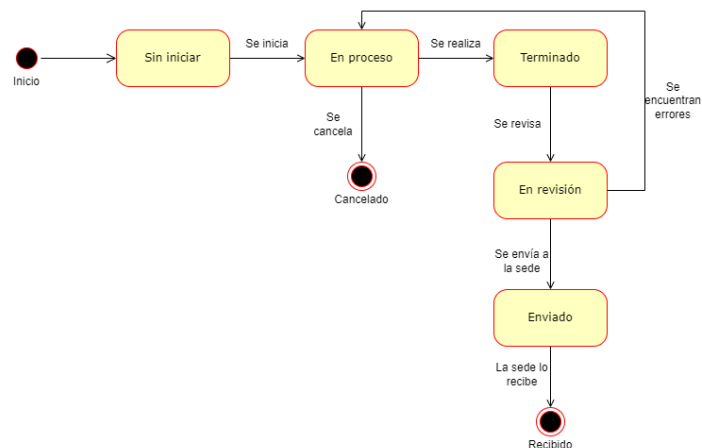 Inicio
Sin iniciar
Se inicia
En proceso
Se realiza
Terminado
Se
encuentran
errores
Se
cancela
Cancelado
Se revisa
En revisión
Se envía a
la sede
Enviado
La sede lo
recibe
Recibido